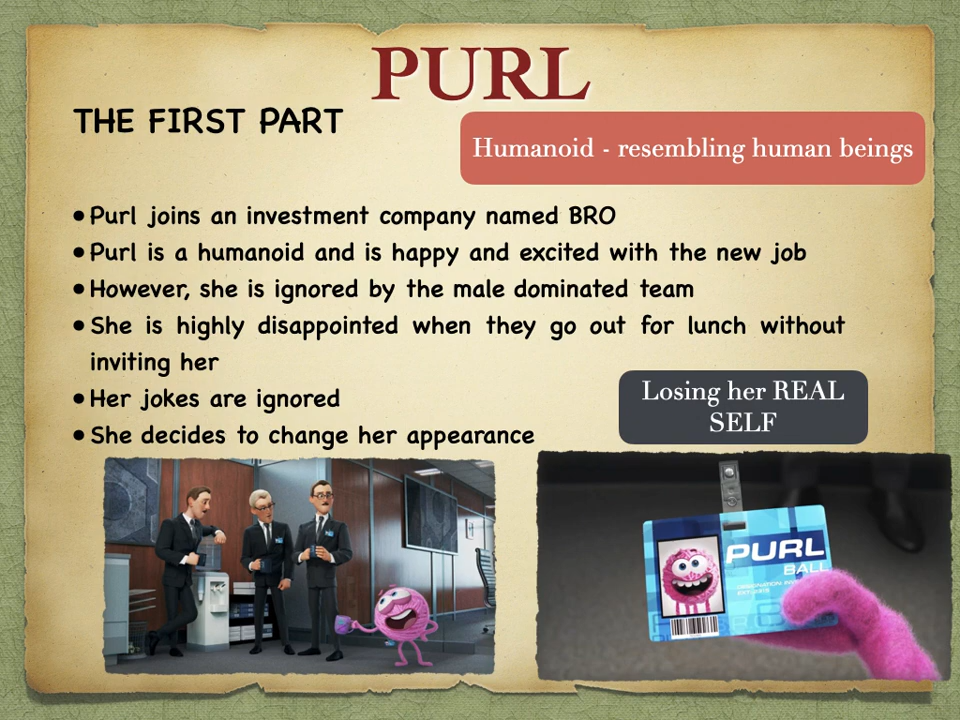 PURL
THE FIRST PART
Humanoid - resembling human beings
• Purl joins an investment company named BRO
• Purl is a humanoid and is happy and excited with the new job
• However, she is ignored by the male dominated team
• She is highly disappointed when they go out for lunch without
inviting her
• Her jokes are ignored
• She decides to change her appearance
Losing her REAL
SELF
PURL
BALL